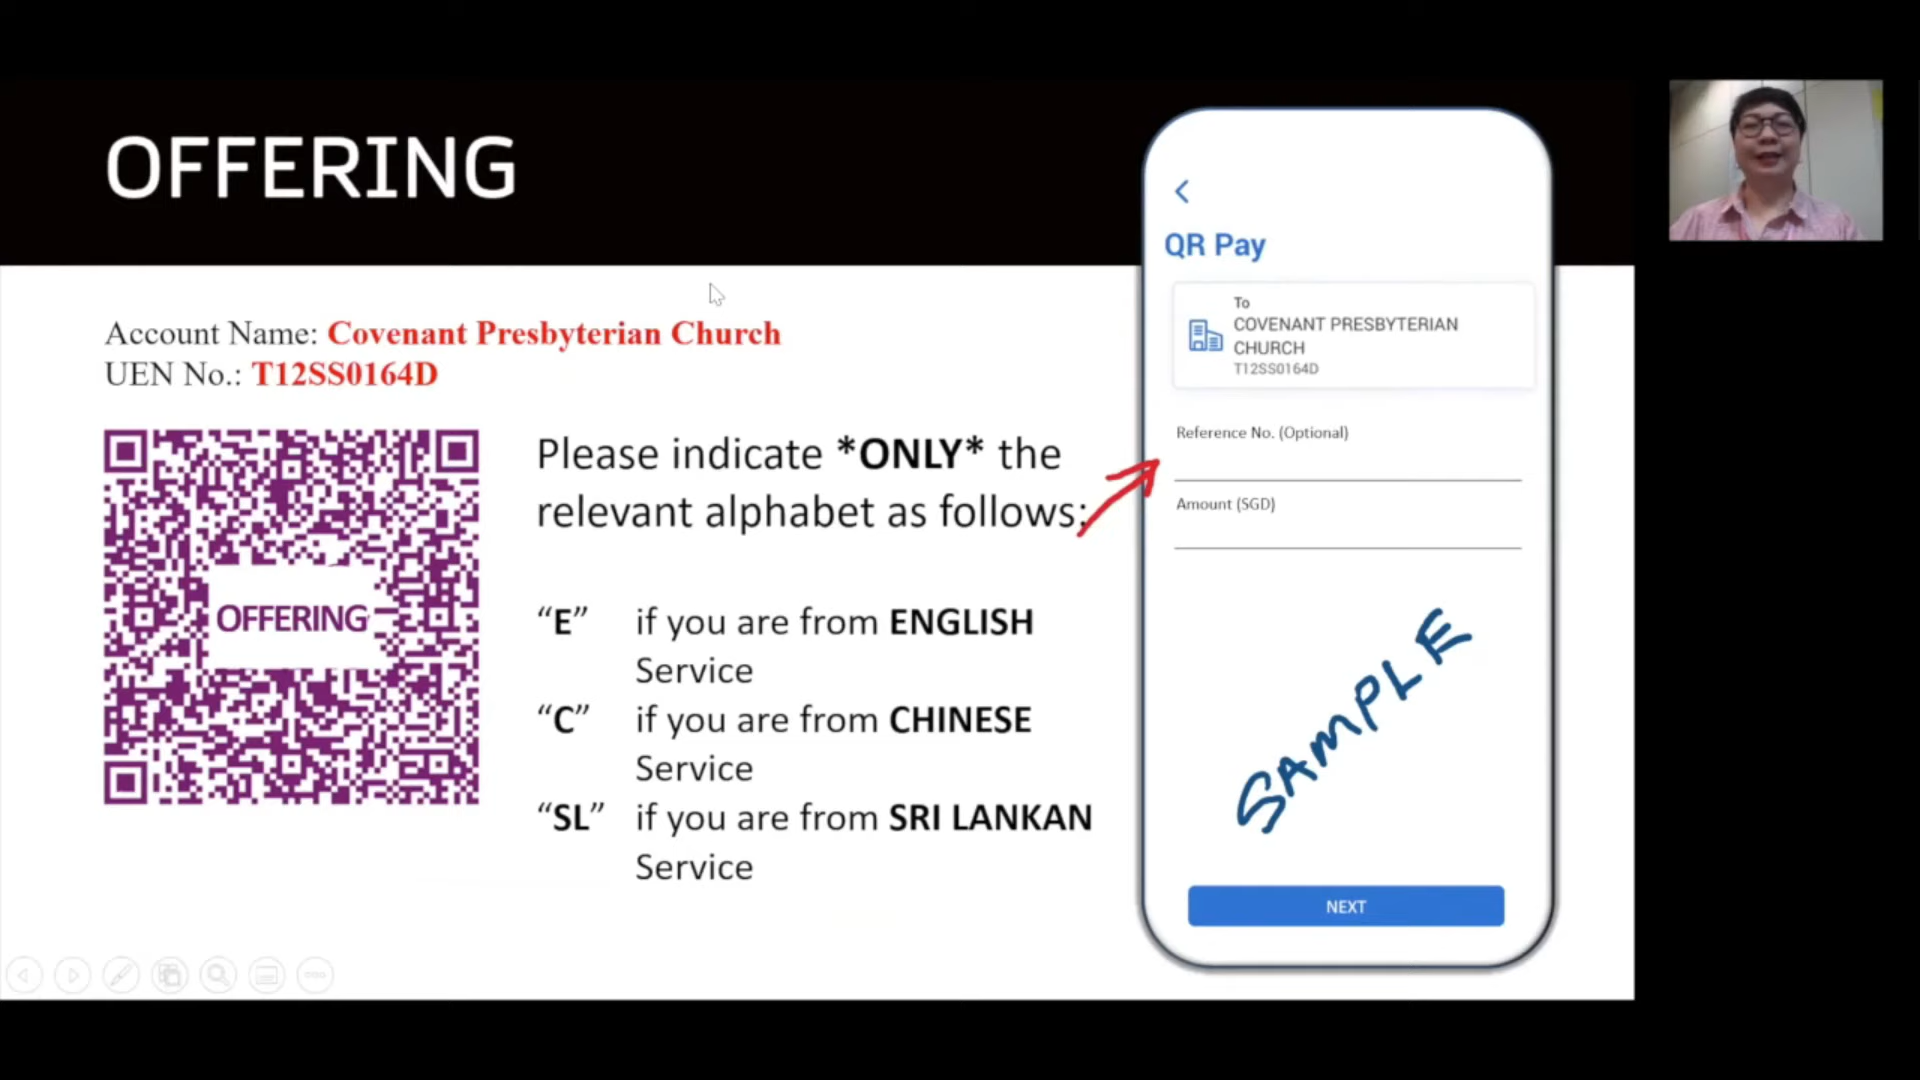 OFFERING
Account Name: Covenant Presbyterian Church
UEN No.: T12SS0164D
OFFERING
Please indicate *ONLY* the
relevant alphabet as follows:
“E” if you are from ENGLISH
Service
“C” if you are from CHINESE
Service
“SL” if you are from SRI LANKAN
Service
QR Pay
To
COVENANT PRESBYTERIAN
CHURCH
T12SS0164D
Reference No. (Optional)
Amount (SGD)
SAMPLE
NEXT